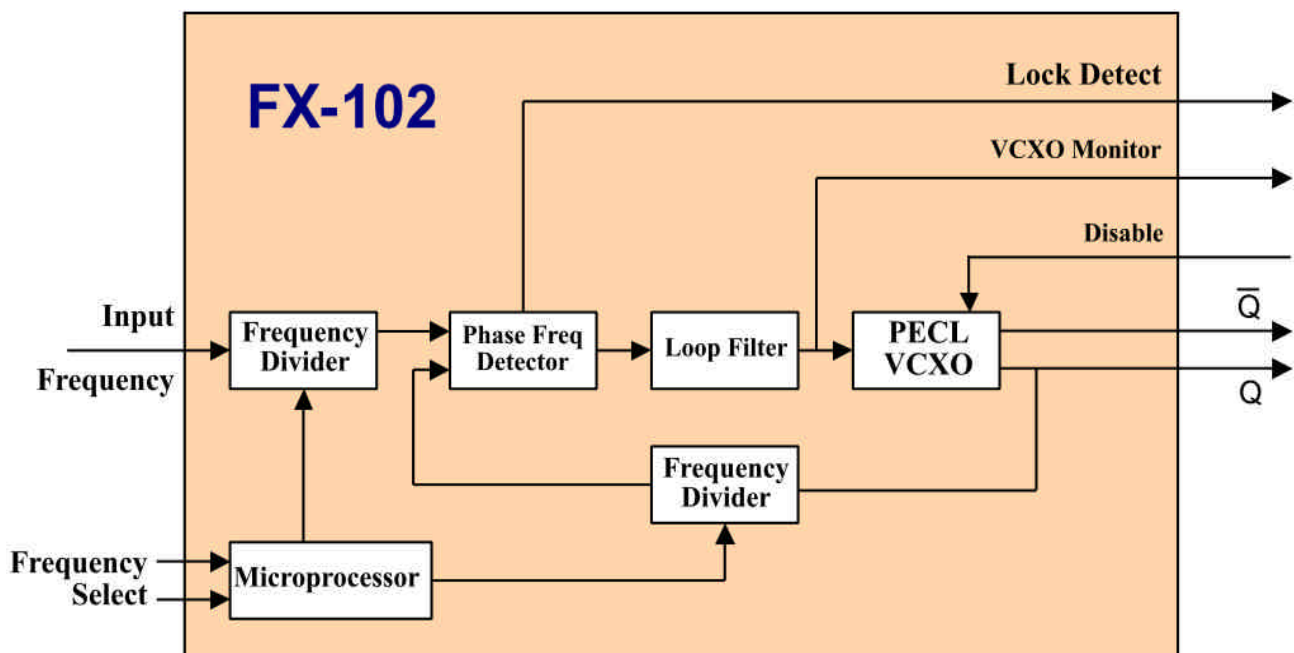 FX-102
Lock Detect
VCXO Monitor
Disable
Input
Frequency
Frequency
Divider
Phase Freq
Detector
Loop Filter
PECL
VCXO
Q̅
Q
Frequency
Divider
Frequency
Select
Microprocessor